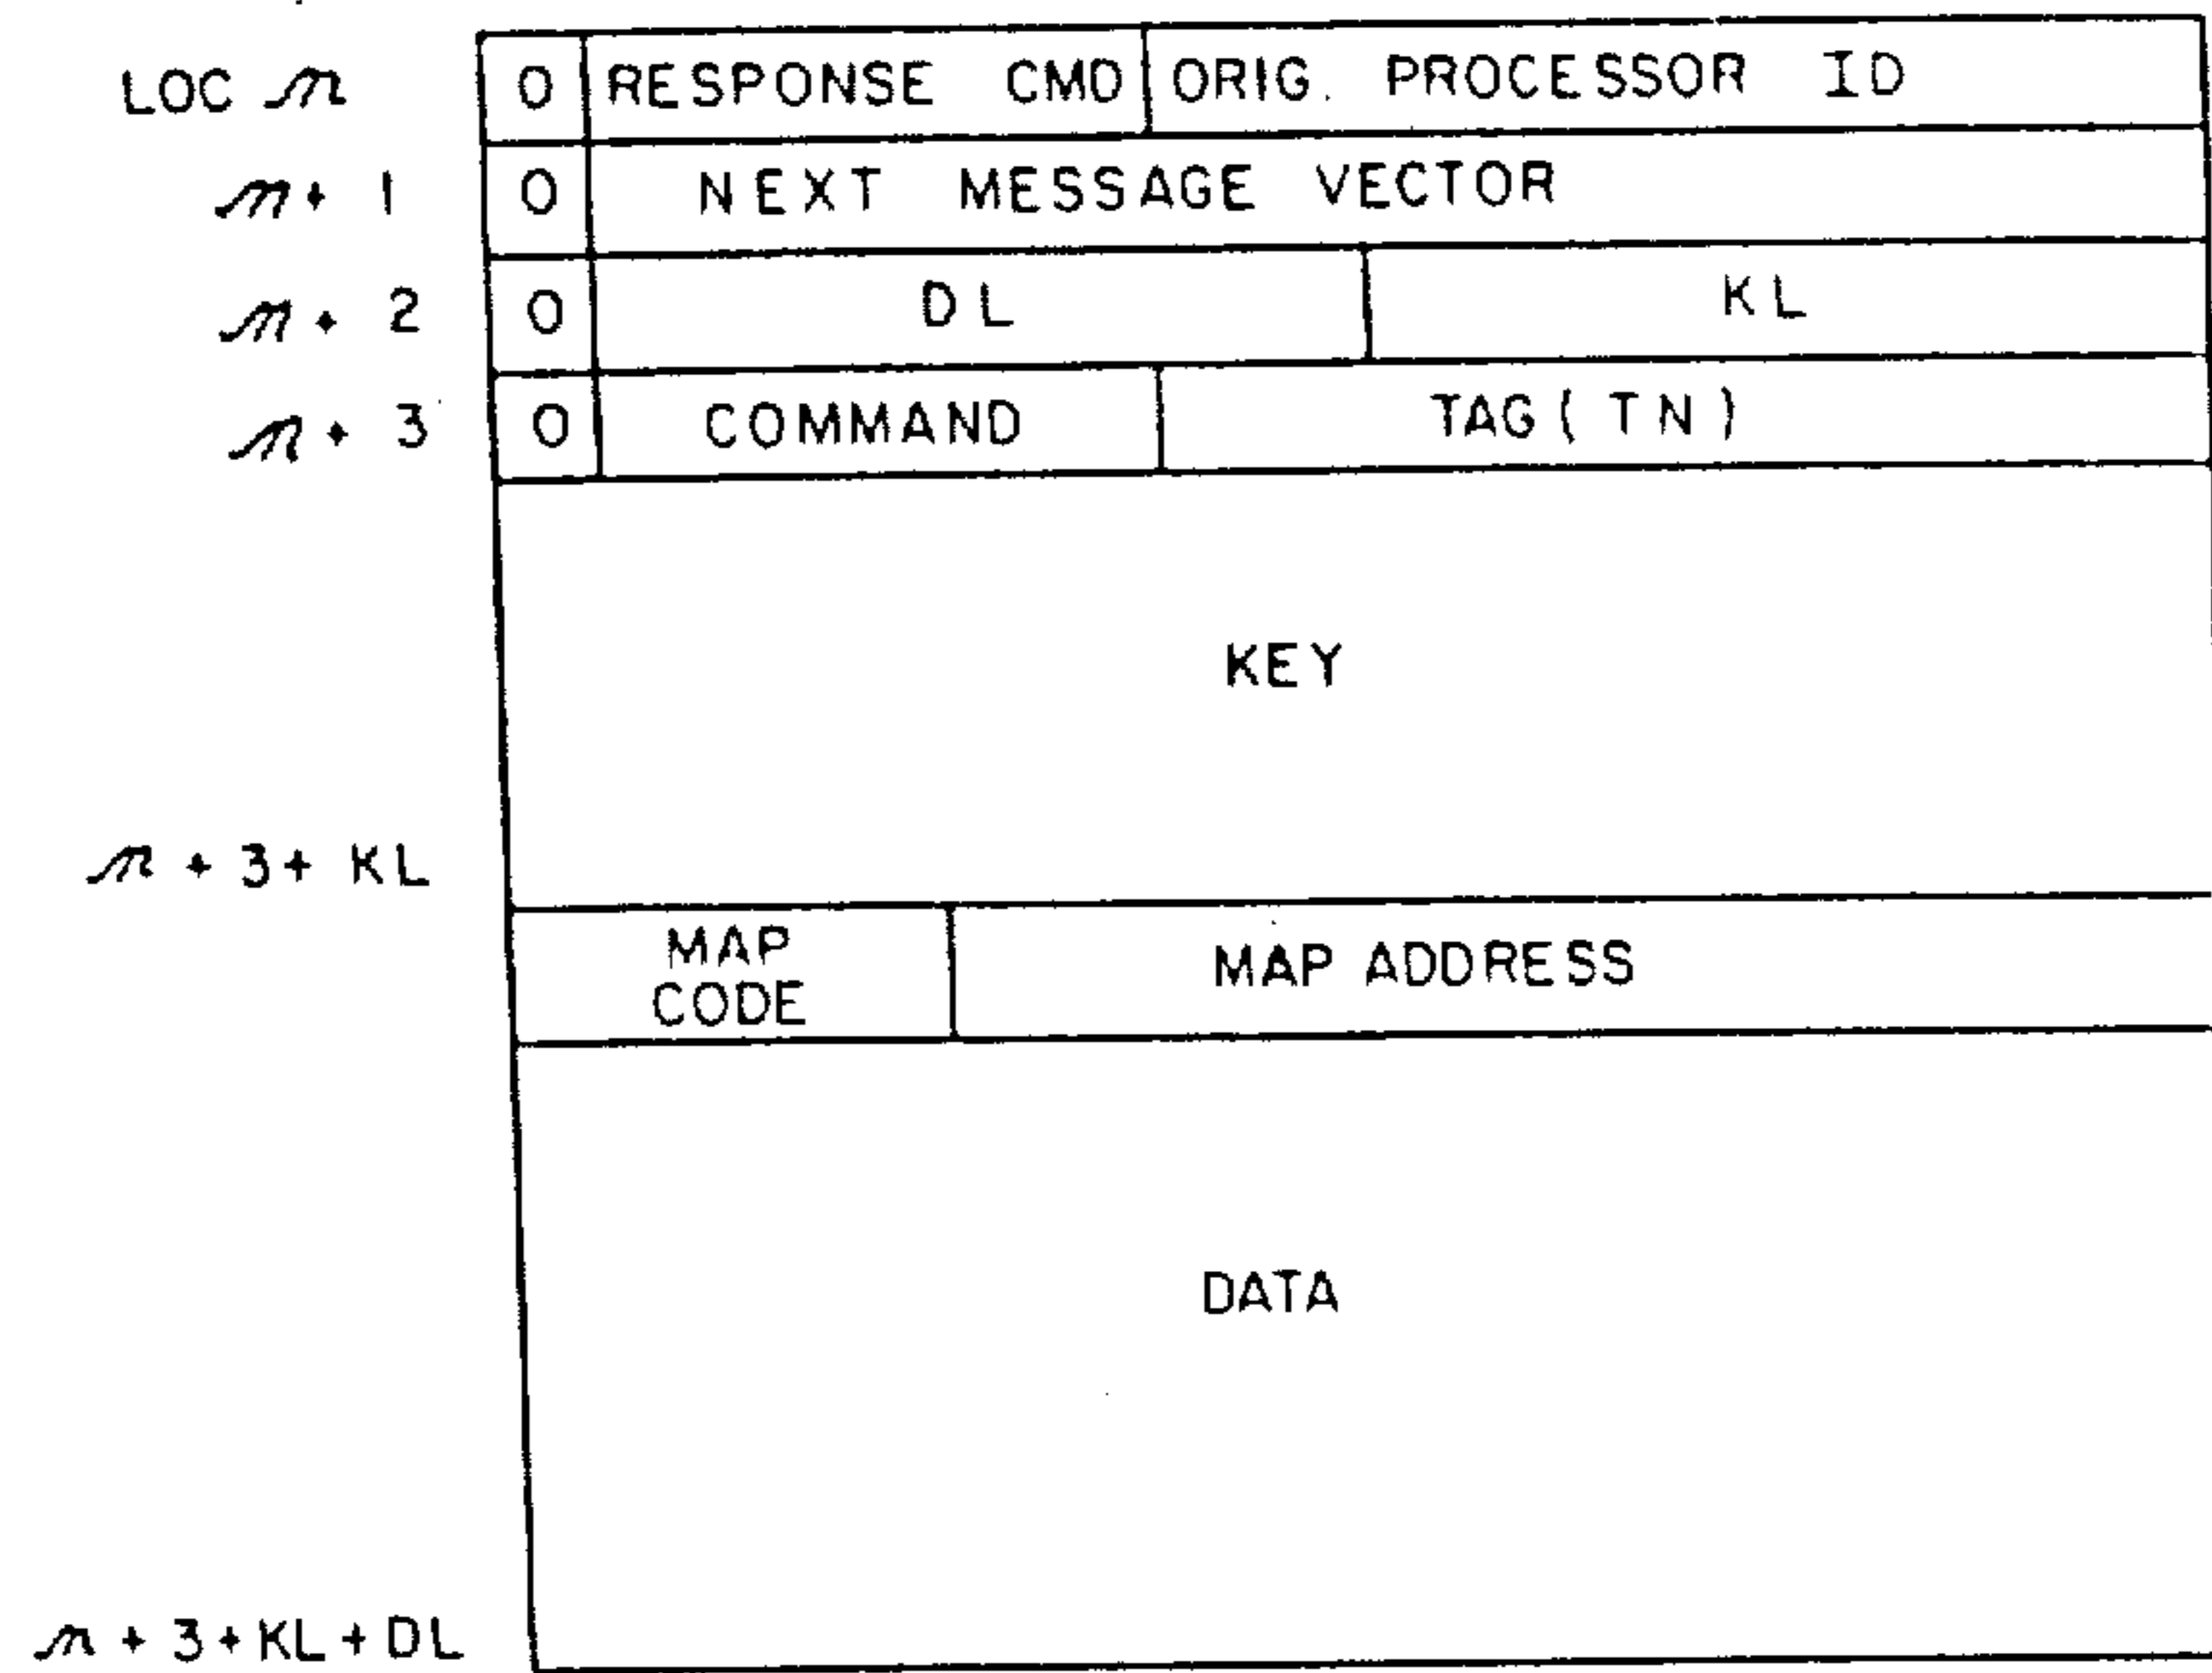 LOC n 0 RESPONSE CMD ORIG. PROCESSOR ID
n + 1 0 NEXT MESSAGE VECTOR
n + 2 0 DL KL
n + 3 0 COMMAND TAG ( TN )
KEY
n + 3 + KL
MAP
CODE
MAP ADDRESS
DATA
n + 3 + KL + DL